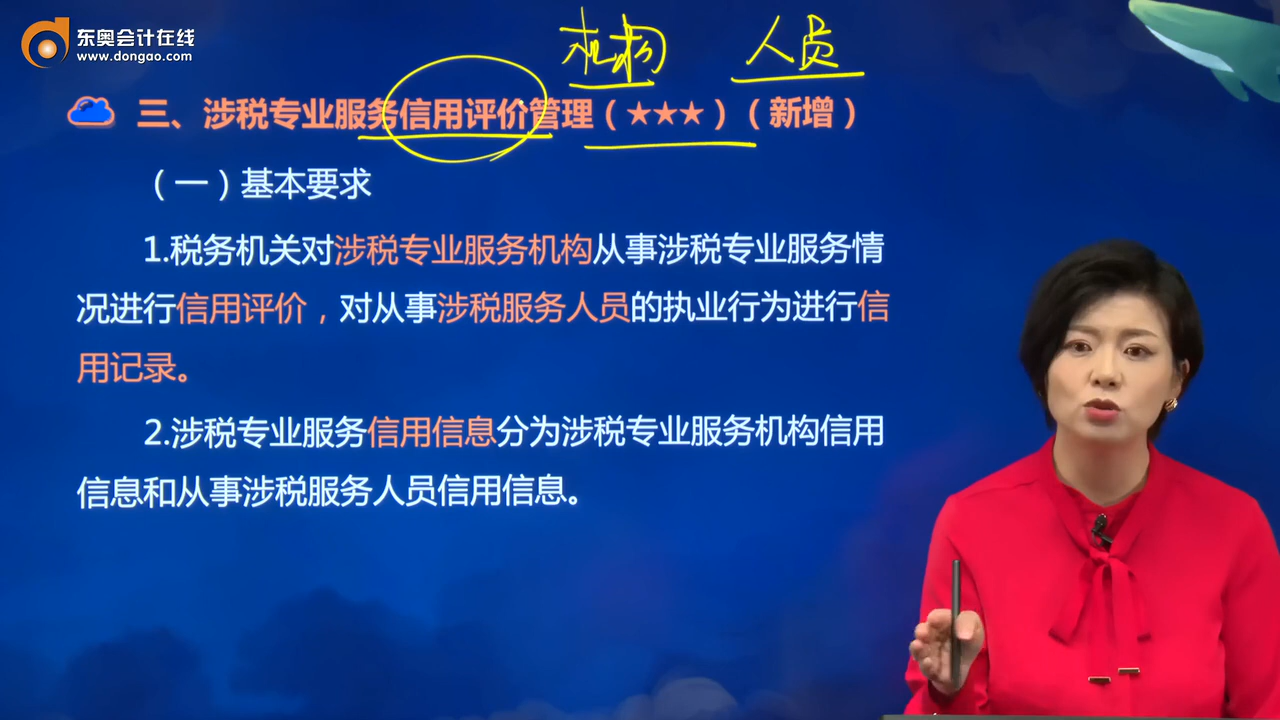 东奥会计在线
www.dongao.com
机构 人员
三、涉税专业服务信用评价管理（★★★）（新增）
（一）基本要求
1.税务机关对涉税专业服务机构从事涉税专业服务情
况进行信用评价，对从事涉税服务人员的执业行为进行信
用记录。
2.涉税专业服务信用信息分为涉税专业服务机构信用
信息和从事涉税服务人员信用信息。